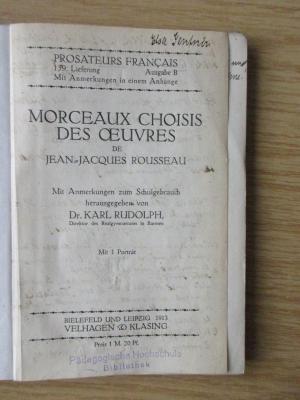 Elsa
PROSATEURS FRANÇAIS
139. Lieferung Ausgabe B
Mit Anmerkungen in einem Anhange
MORCEAUX CHOISIS
DES ŒUVRES
DE
JEAN-JACQUES ROUSSEAU
Mit Anmerkungen zum Schulgebrauch
herausgegeben von
Dr. KARL RUDOLPH,
Direktor des Realgymnasiums in Barmen
Mit 1 Porträt
BIELEFELD UND LEIPZIG 1913
VELHAGEN & KLASING
Preis 1 M. 20 Pf.
Pädagogische Hochschule
Bibliothek
und